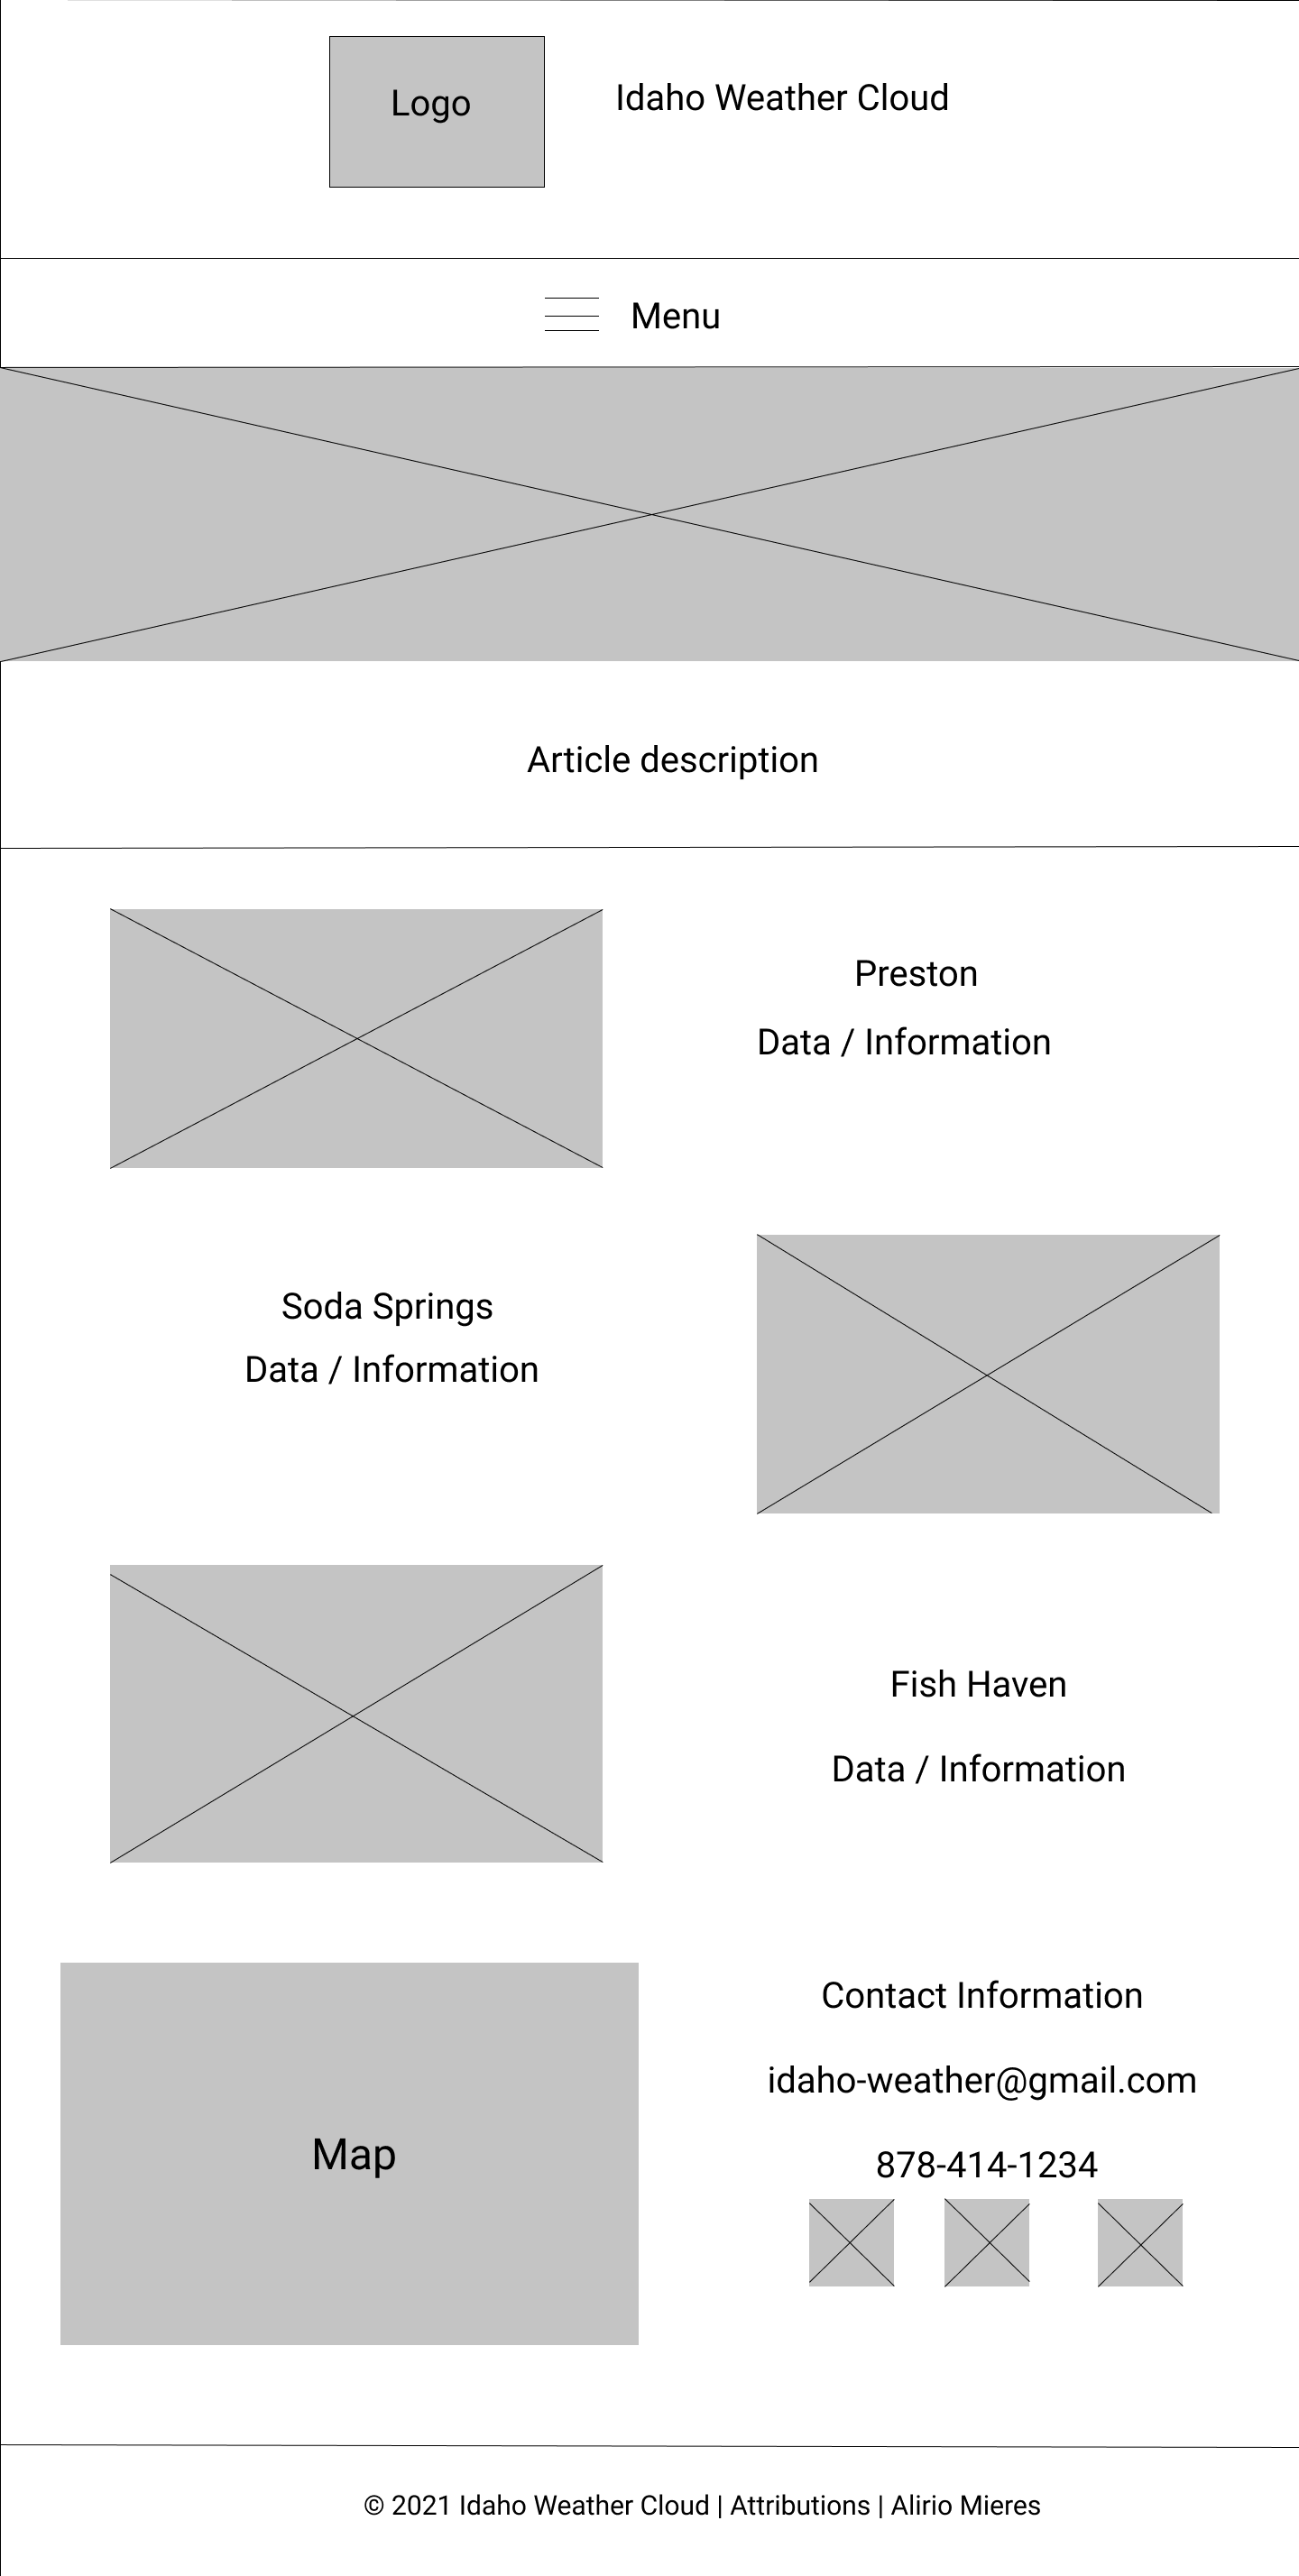 Logo
Idaho Weather Cloud
Menu
Article description
Preston
Data / Information
Soda Springs
Data / Information
Fish Haven
Data / Information
Map
Contact Information
idaho-weather@gmail.com
878-414-1234
© 2021 Idaho Weather Cloud | Attributions | Alirio Mieres